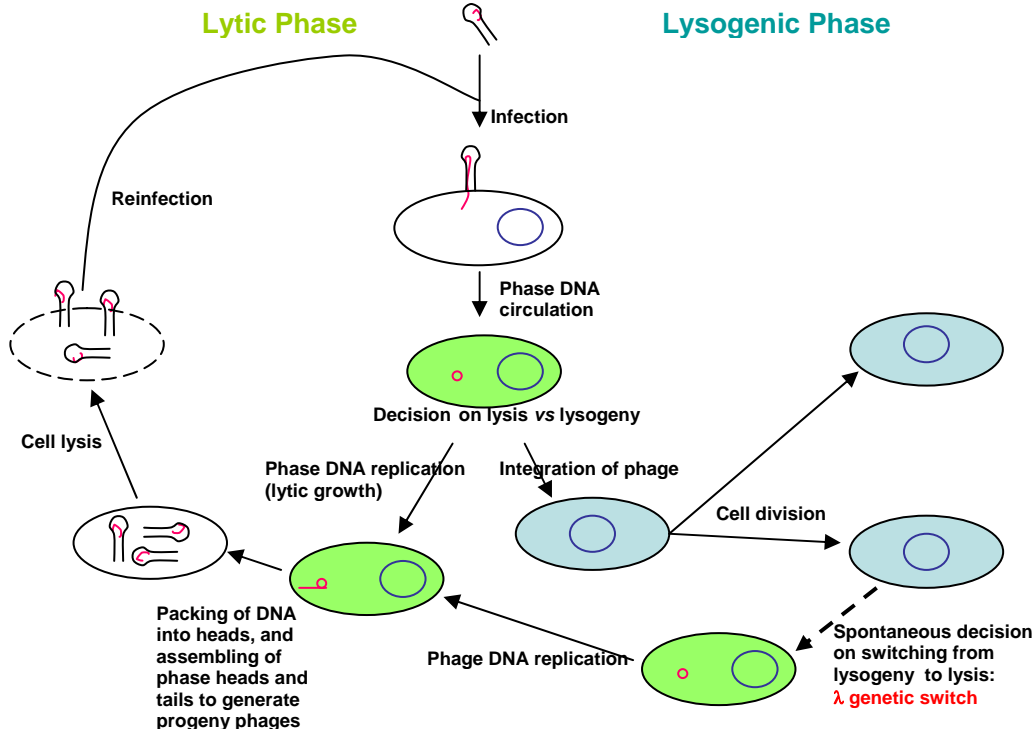 Lytic Phase
Lysogenic Phase
Infection
Reinfection
Phase DNA
circulation
Decision on lysis vs lysogeny
Cell lysis
Phase DNA replication
(lytic growth)
Integration of phage
Cell division
Packing of DNA
into heads, and
assembling of
phase heads and
tails to generate
progeny phages
Phage DNA replication
Spontaneous decision
on switching from
lysogeny to lysis:
λ genetic switch